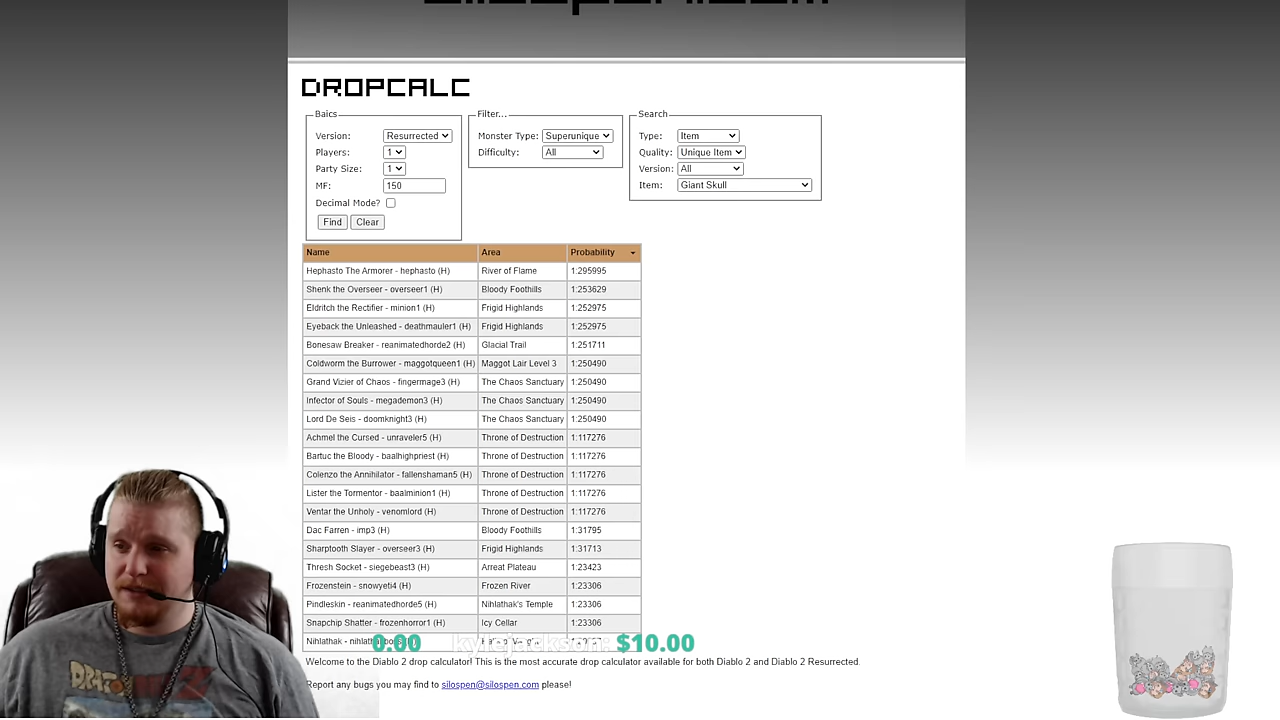 DROPCALC
Baics
Version: Resurrected
Players: 1
Party Size: 1
MF: 150
Decimal Mode?
Find Clear
Filter...
Monster Type: Superunique
Difficulty: All
Search
Type: Item
Quality: Unique Item
Version: All
Item: Giant Skull
Name Area Probability
Hephasto The Armorer - hephasto (H) River of Flame 1:295995
Shenk the Overseer - overseer1 (H) Bloody Foothills 1:253629
Eldritch the Rectifier - minion1 (H) Frigid Highlands 1:252975
Eyeback the Unleashed - deathmauler1 (H) Frigid Highlands 1:252975
Bonesaw Breaker - reanimatedhorde2 (H) Glacial Trail 1:251711
Coldworm the Burrower - maggotqueen1 (H) Maggot Lair Level 3 1:250490
Grand Vizier of Chaos - fingermage3 (H) The Chaos Sanctuary 1:250490
Infector of Souls - megademon3 (H) The Chaos Sanctuary 1:250490
Lord De Seis - doomknight3 (H) The Chaos Sanctuary 1:250490
Achmel the Cursed - unraveler5 (H) Throne of Destruction 1:117276
Bartuc the Bloody - baalhighpriest (H) Throne of Destruction 1:117276
Colenzo the Annihilator - fallenshaman5 (H) Throne of Destruction 1:117276
Lister the Tormentor - baalminion1 (H) Throne of Destruction 1:117276
Ventar the Unholy - venomlord (H) Throne of Destruction 1:117276
Dac Farren - imp3 (H) Bloody Foothills 1:31795
Sharptooth Slayer - overseer3 (H) Frigid Highlands 1:31713
Thresh Socket - siegebeast3 (H) Arreat Plateau 1:23423
Frozenstein - snowyeti4 (H) Frozen River 1:23306
Pindleskin - reanimatedhorde5 (H) Nihlathak's Temple 1:23306
Snapchip Shatter - frozenhorror1 (H) Icy Cellar 1:23306
Nihlathak -
0.00 kylejackson: $10.00
Welcome to the Diablo 2 drop calculator! This is the most accurate drop calculator available for both Diablo 2 and Diablo 2 Resurrected.
Report any bugs you may find to silospen@silospen.com please!